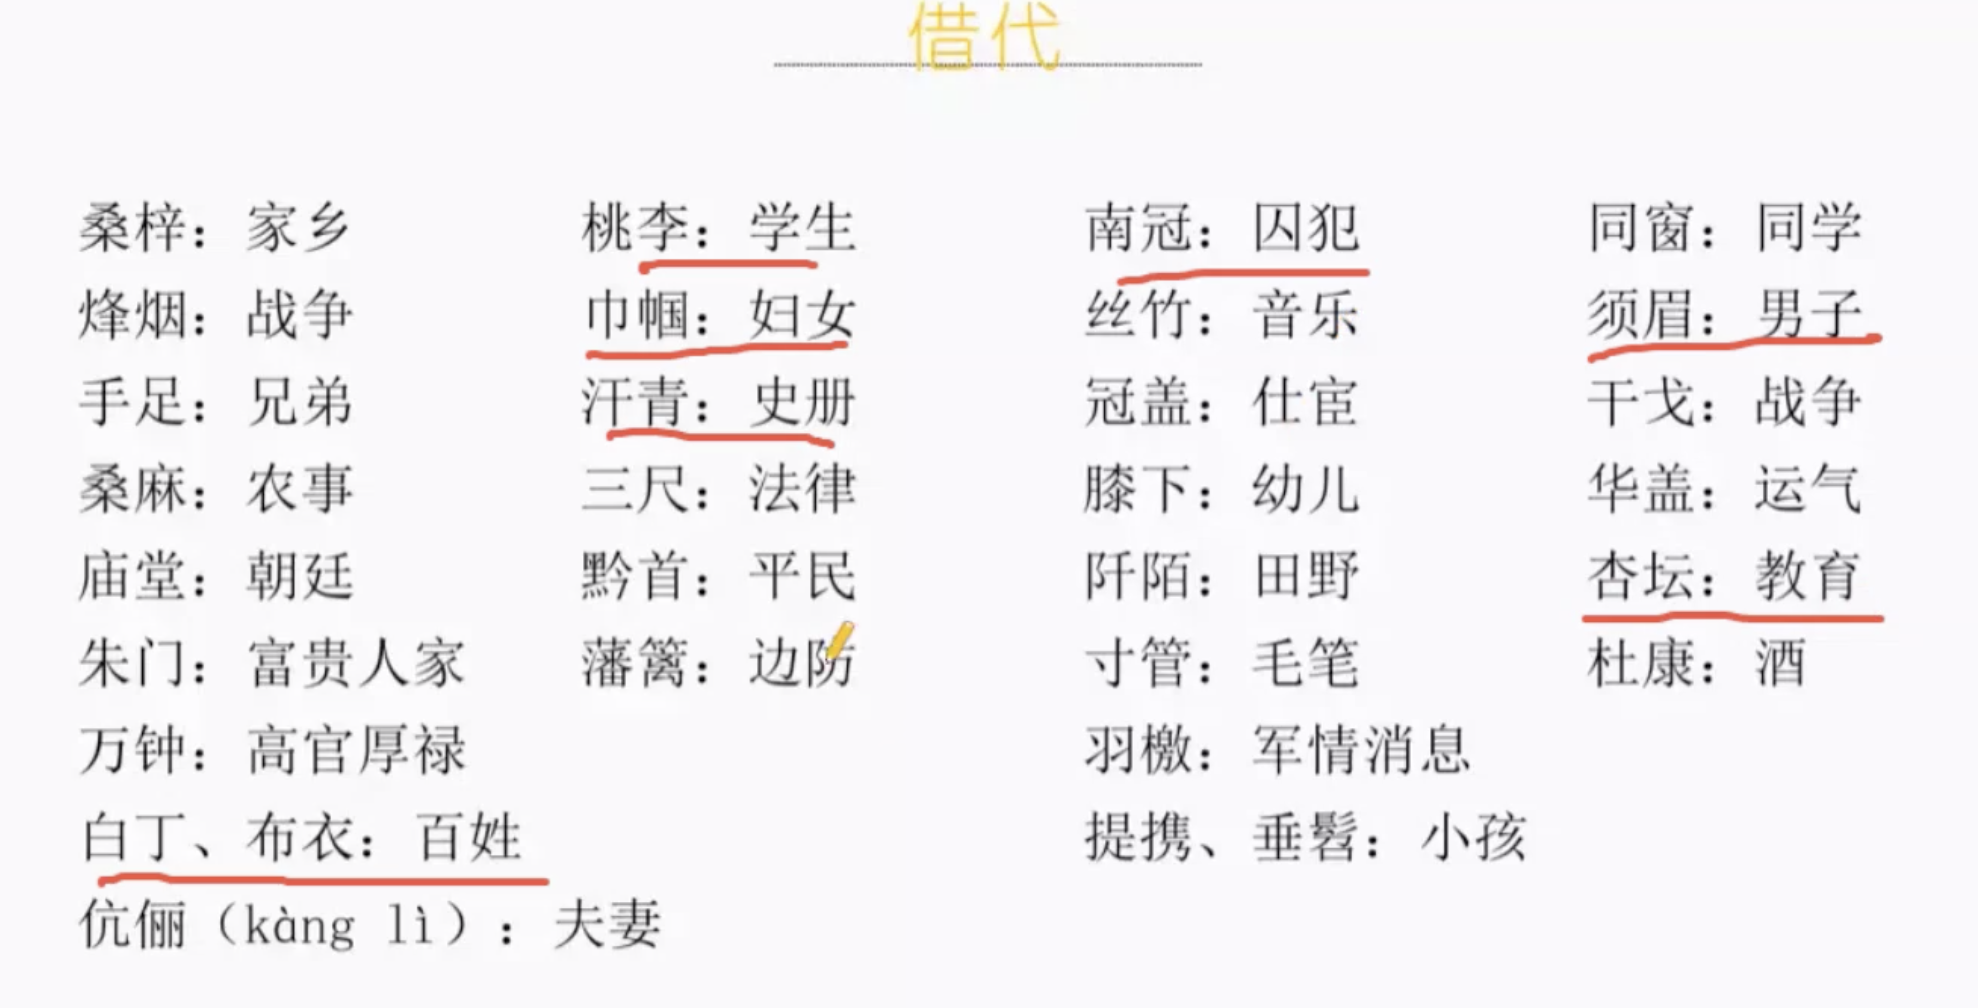 借代
桑梓：家乡 桃李：学生 南冠：囚犯 同窗：同学
烽烟：战争 巾帼：妇女 丝竹：音乐 须眉：男子
手足：兄弟 汗青：史册 冠盖：仕宦 干戈：战争
桑麻：农事 三尺：法律 膝下：幼儿 华盖：运气
庙堂：朝廷 黔首：平民 阡陌：田野 杏坛：教育
朱门：富贵人家 藩篱：边防 寸管：毛笔 杜康：酒
万钟：高官厚禄 羽檄：军情消息
白丁、布衣：百姓 提携、垂髫：小孩
伉俪（kàng lì）：夫妻